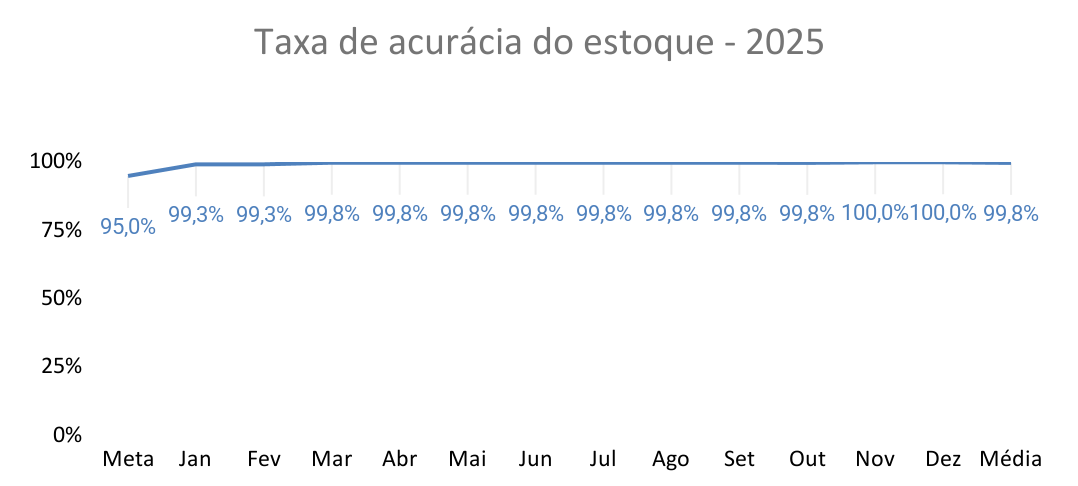 Taxa de acurácia do estoque - 2025
100%
99,3% 99,3% 99,8% 99,8% 99,8% 99,8% 99,8% 99,8% 99,8% 99,8% 100,0% 100,0% 99,8%
95,0%
75%
50%
25%
0%
Meta Jan Fev Mar Abr Mai Jun Jul Ago Set Out Nov Dez Média